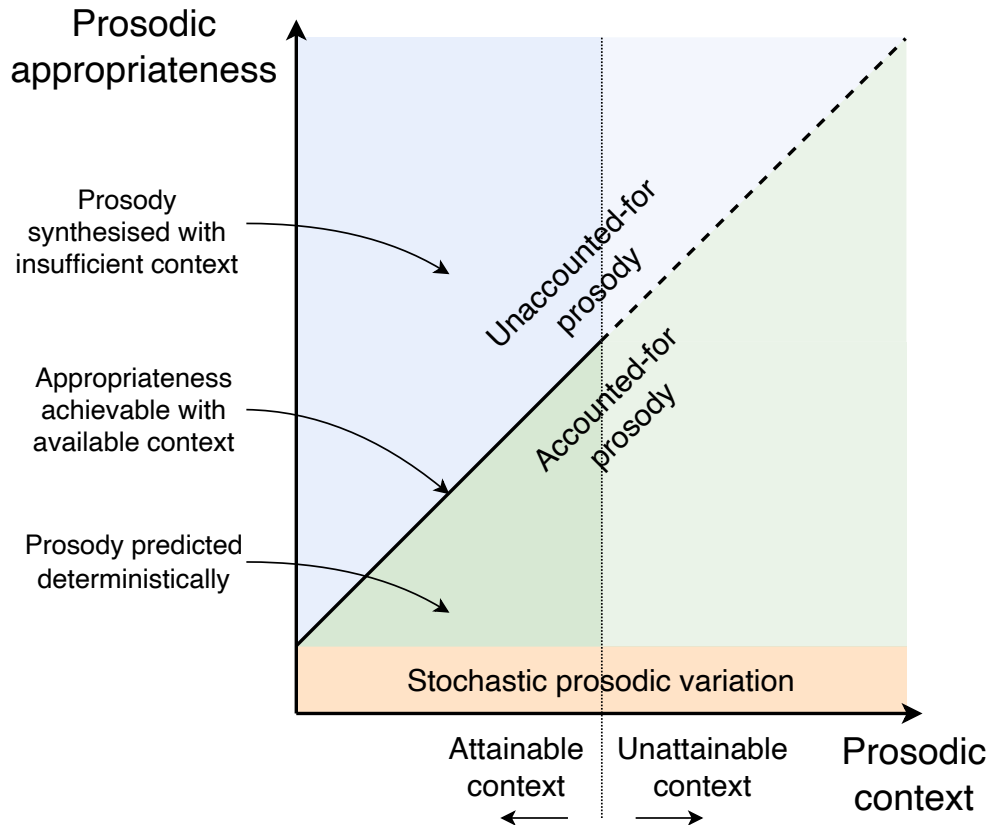 Prosodic
appropriateness
Prosody
synthesised with
insufficient context
Unaccounted-for
prosody
Appropriateness
achievable with
available context
Accounted-for
prosody
Prosody predicted
deterministically
Stochastic prosodic variation
Attainable
context
Unattainable
context
Prosodic
context